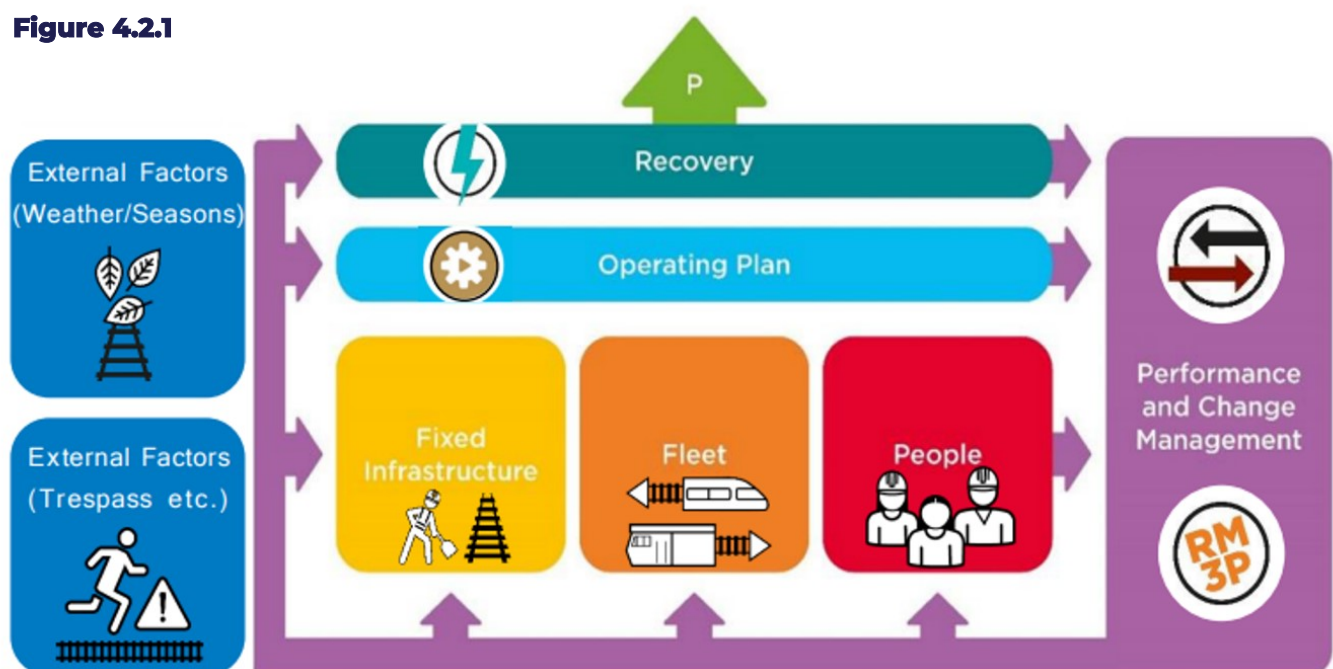 Figure 4.2.1
P
External Factors
(Weather/Seasons)
Recovery
Operating Plan
External Factors
(Trespass etc.)
!
Fixed
Infrastructure
Fleet
People
Performance
and Change
Management
RM
3P